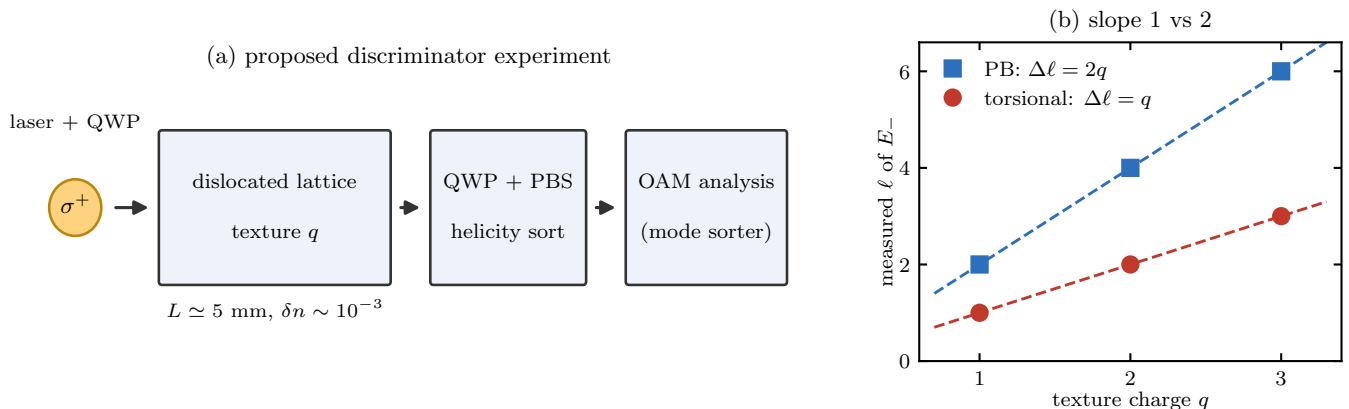 (a) proposed discriminator experiment
laser + QWP
σ⁺
dislocated lattice
texture q
QWP + PBS
helicity sort
OAM analysis
(mode sorter)
L ≃ 5 mm, δn ∼ 10⁻³
(b) slope 1 vs 2
PB: Δℓ = 2q
torsional: Δℓ = q
measured ℓ of E₋
6
4
2
0
1
2
3
texture charge q